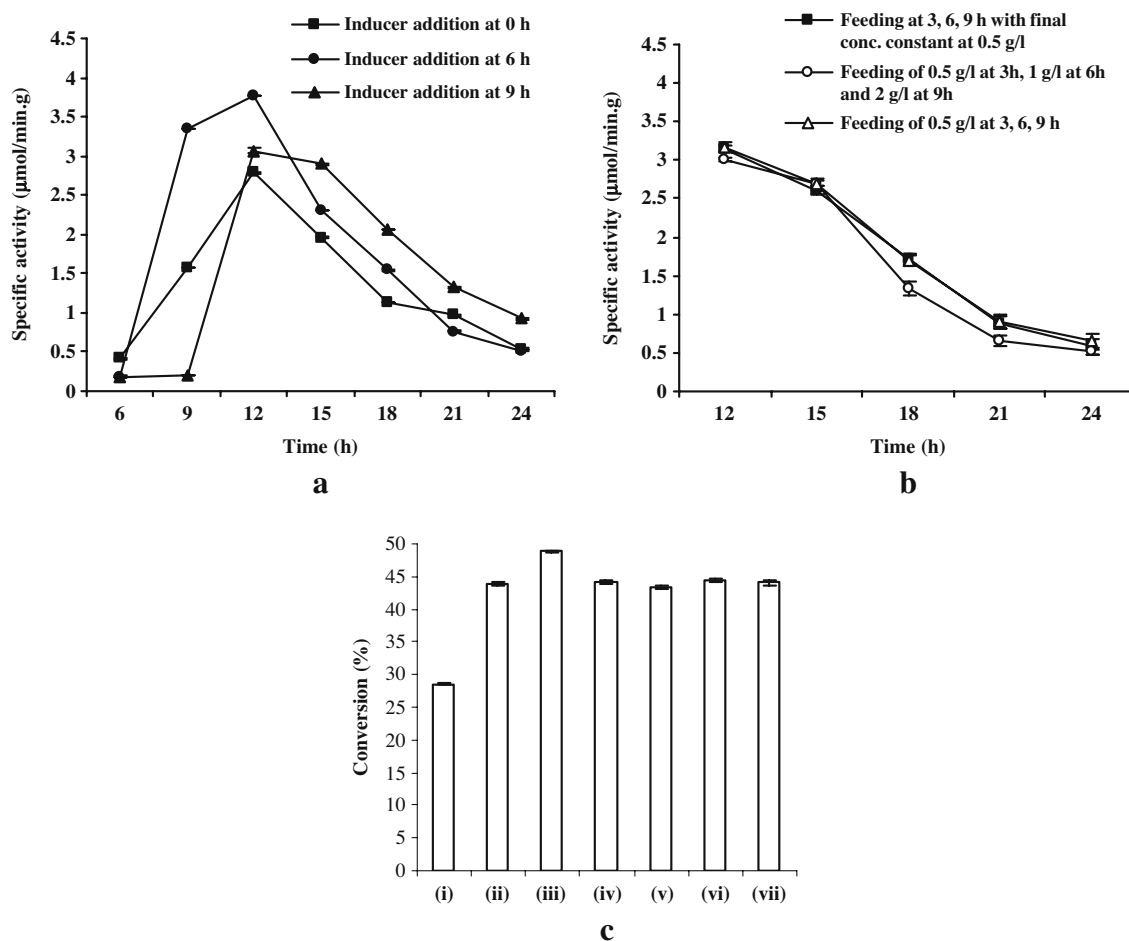 Inducer addition at 0 h
Inducer addition at 6 h
Inducer addition at 9 h
Specific activity (µmol/min.g)
4.5
4
3.5
3
2.5
2
1.5
1
0.5
0
6 9 12 15 18 21 24
Time (h)
a
Feeding at 3, 6, 9 h with final
conc. constant at 0.5 g/l
Feeding of 0.5 g/l at 3h, 1 g/l at 6h
and 2 g/l at 9h
Feeding of 0.5 g/l at 3, 6, 9 h
Specific activity (µmol/min.g)
4.5
4
3.5
3
2.5
2
1.5
1
0.5
0
12 15 18 21 24
Time (h)
b
Conversion (%)
50
45
40
35
30
25
20
15
10
5
0
(i) (ii) (iii) (iv) (v) (vi) (vii)
c